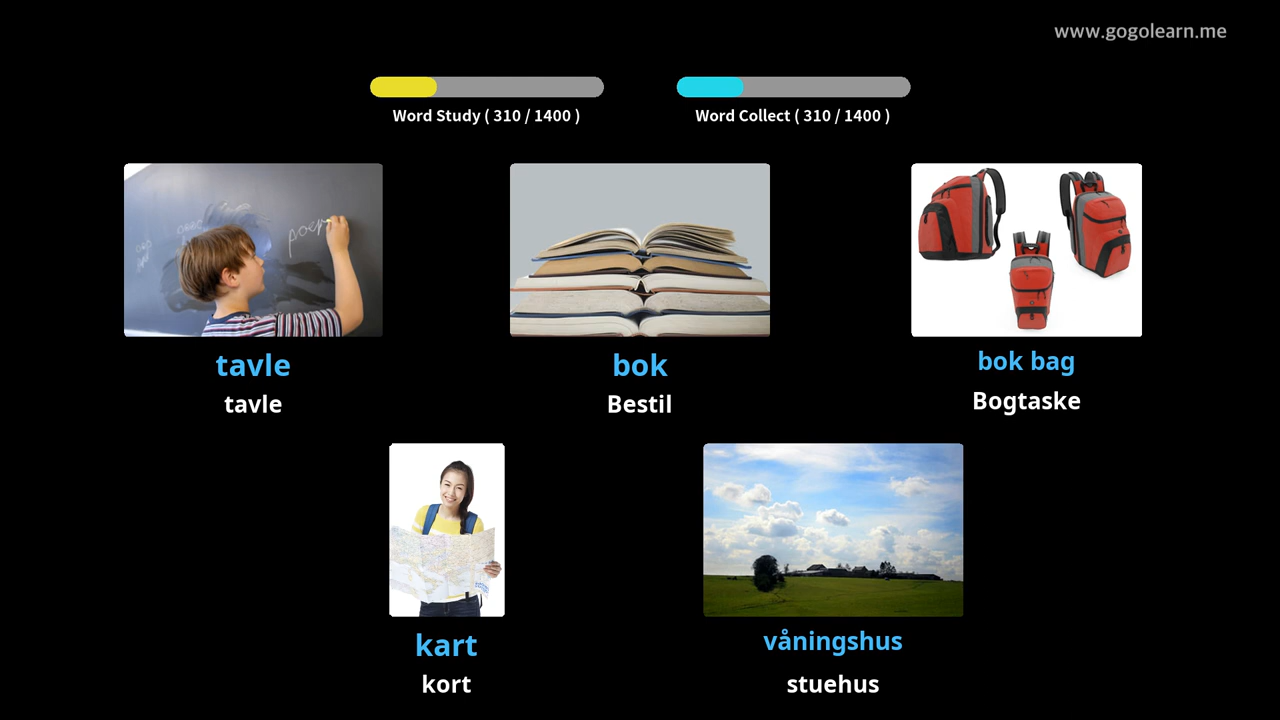 www.gogolearn.me
Word Study ( 310 / 1400 )
Word Collect ( 310 / 1400 )
tavle
tavle
bok
Bestil
bok bag
Bogtaske
kart
kort
våningshus
stuehus